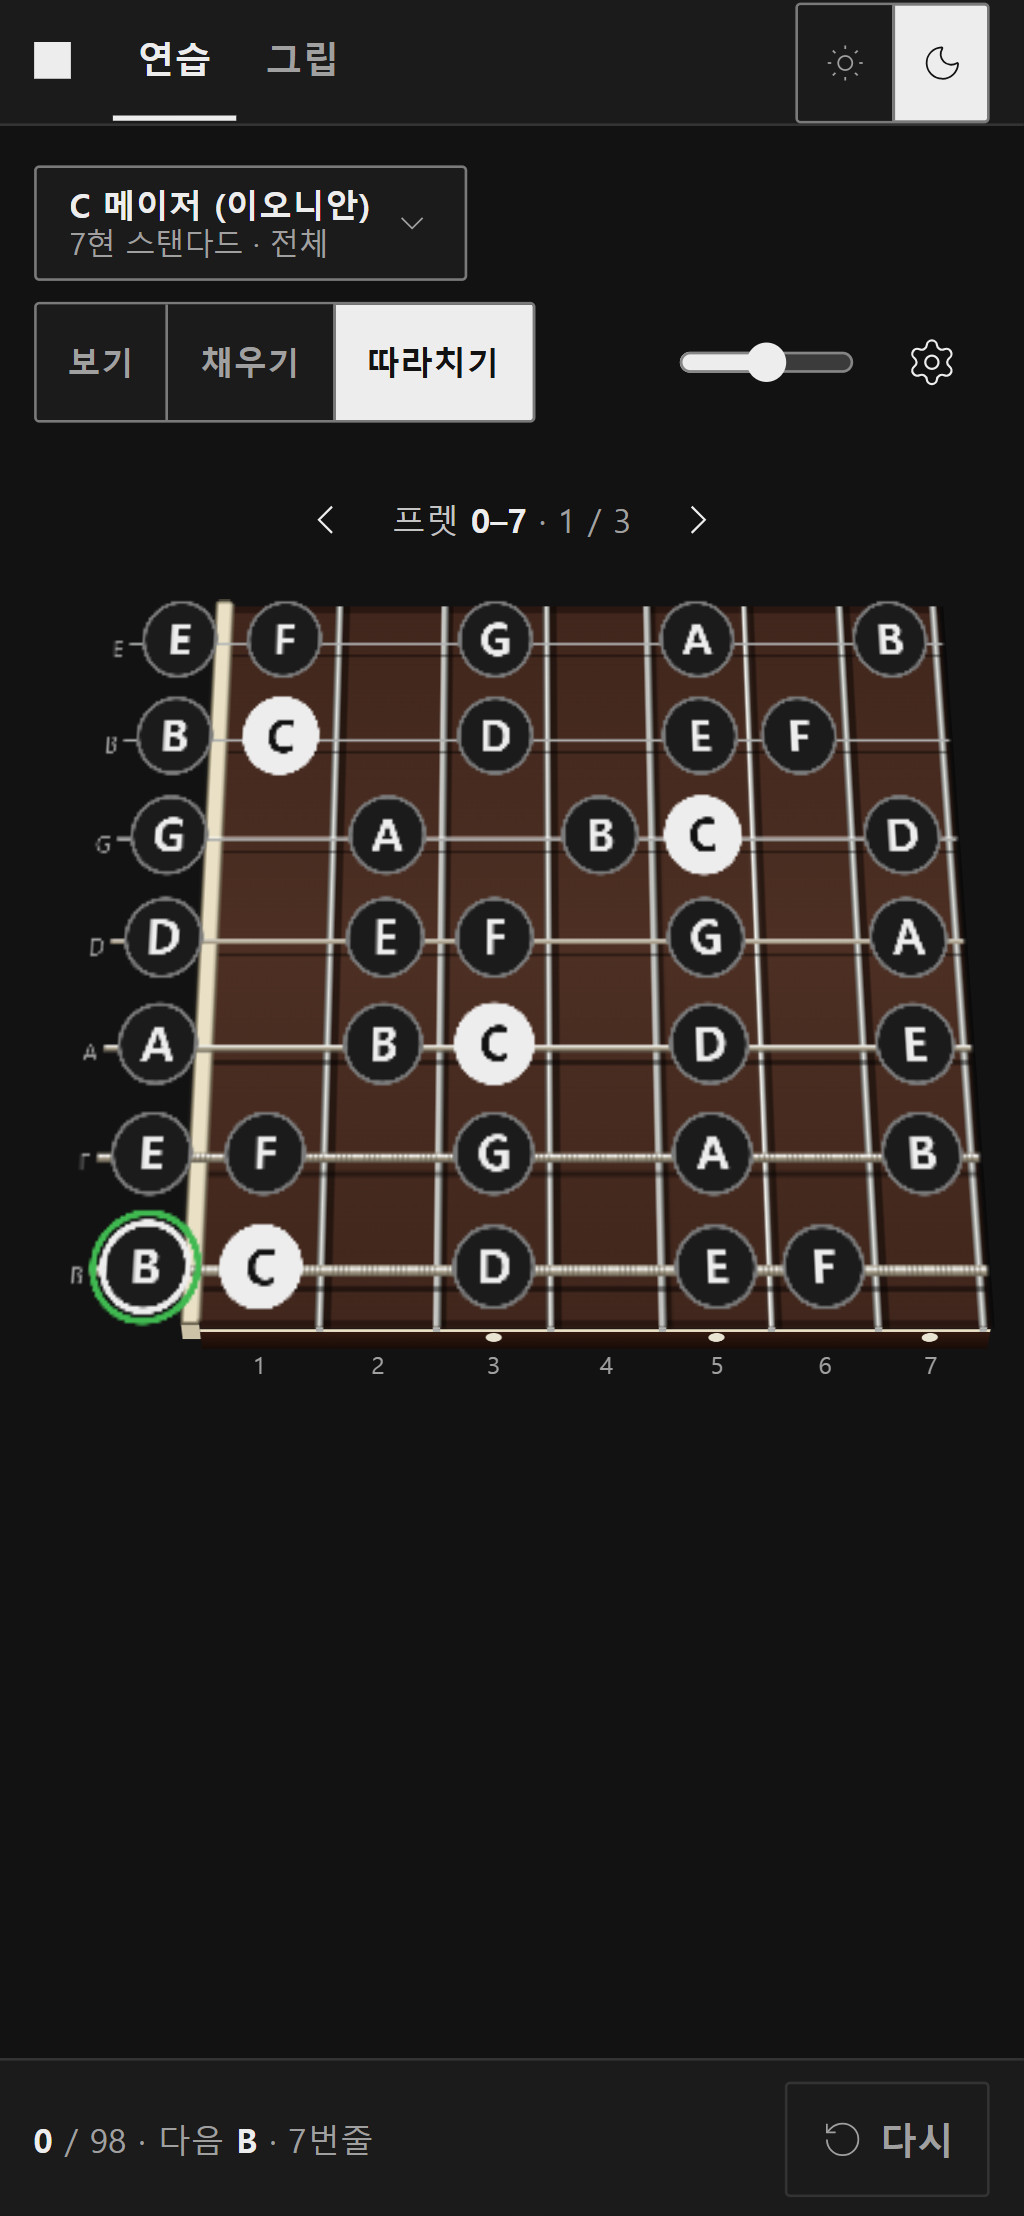 연습 그립
C 메이저 (이오니안)
7현 스탠다드 · 전체
보기 채우기 따라치기
프렛 0–7 · 1 / 3
E E F G A B
B B C D E F
G G A B C D
D D E F G A
A A B C D E
E F G A B
B B C D E F
1 2 3 4 5 6 7
0 / 98 · 다음 B · 7번줄
다시